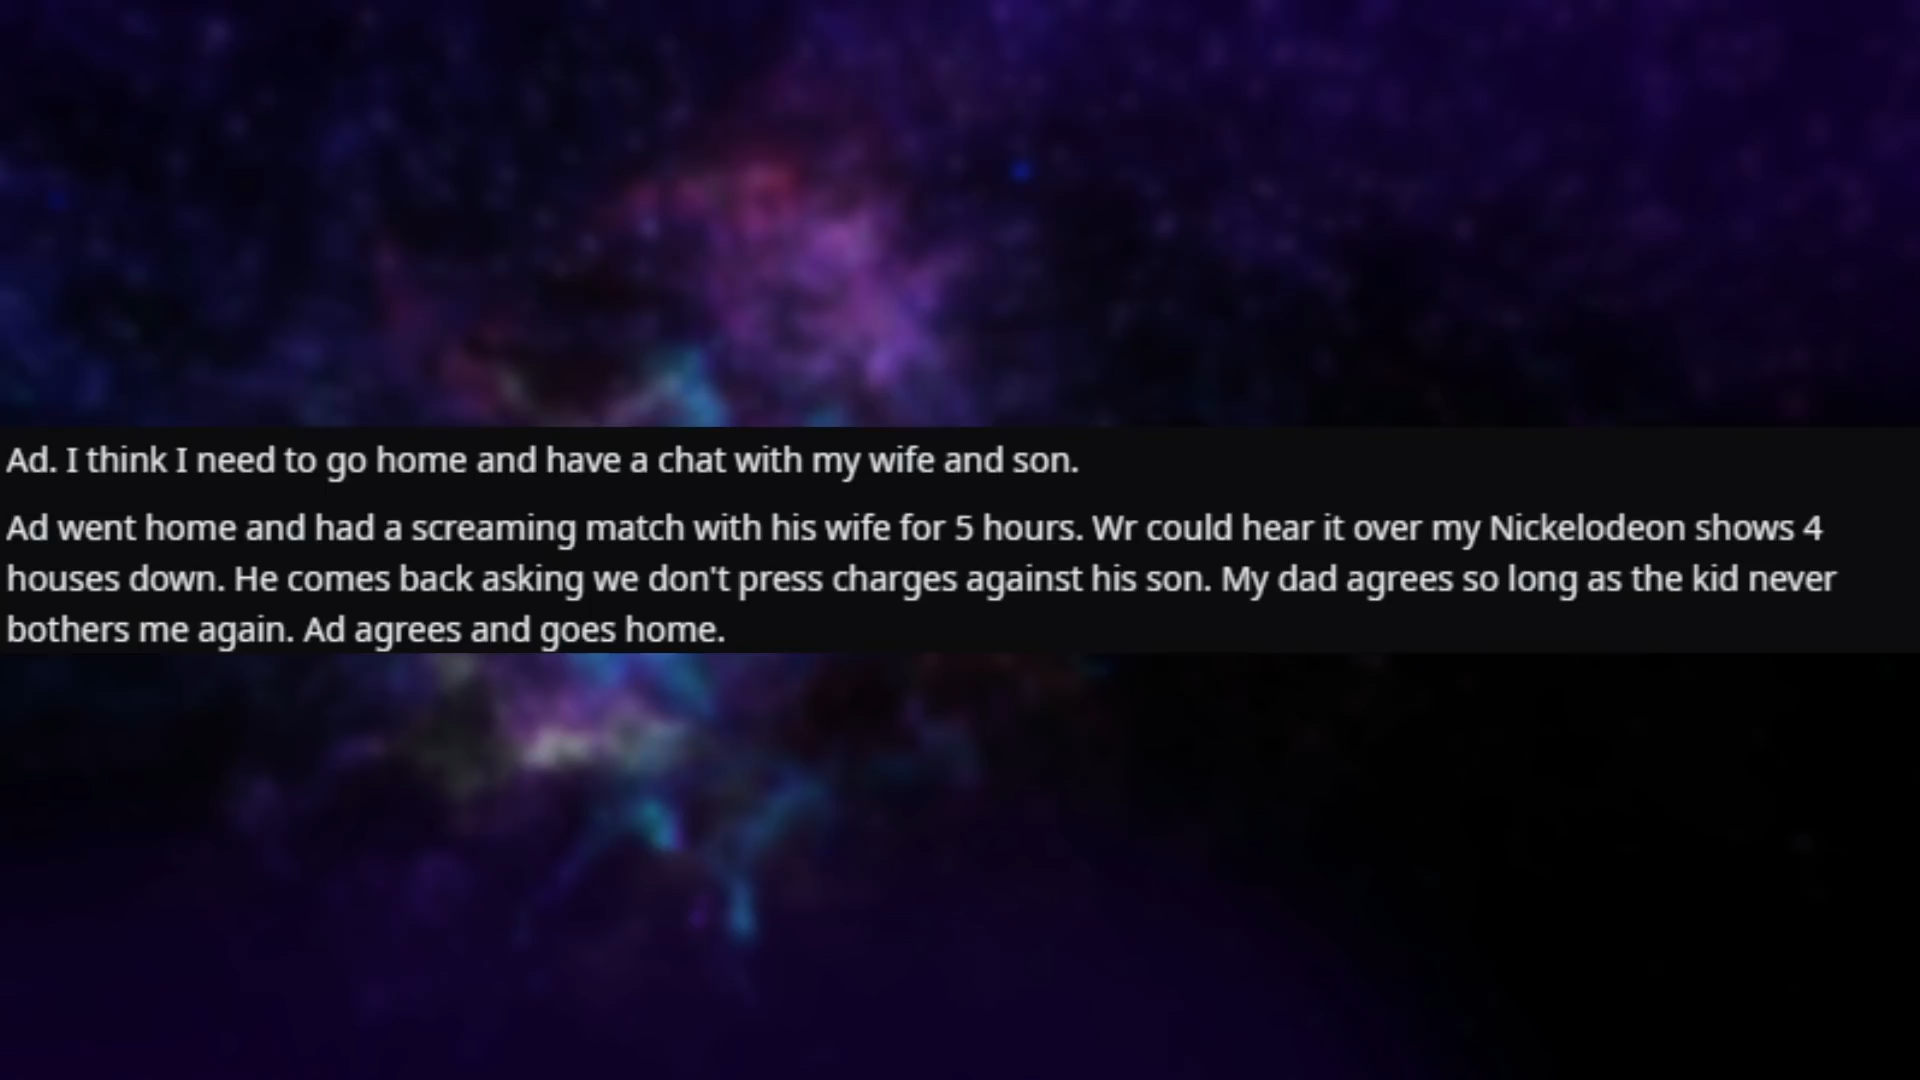 Ad. I think I need to go home and have a chat with my wife and son.
Ad went home and had a screaming match with his wife for 5 hours. Wr could hear it over my Nickelodeon shows 4
houses down. He comes back asking we don't press charges against his son. My dad agrees so long as the kid never
bothers me again. Ad agrees and goes home.